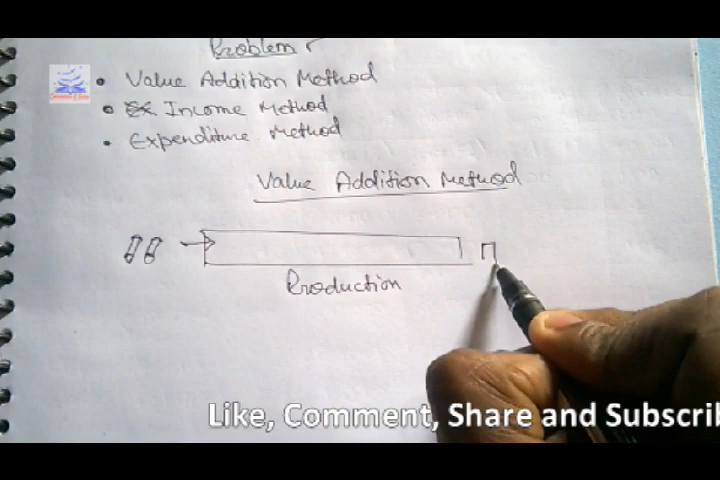 Problem
• Value Addition Method
• Income Method
• Expenditure Method
Value Addition Method
Production
Like, Comment, Share and Subscrib